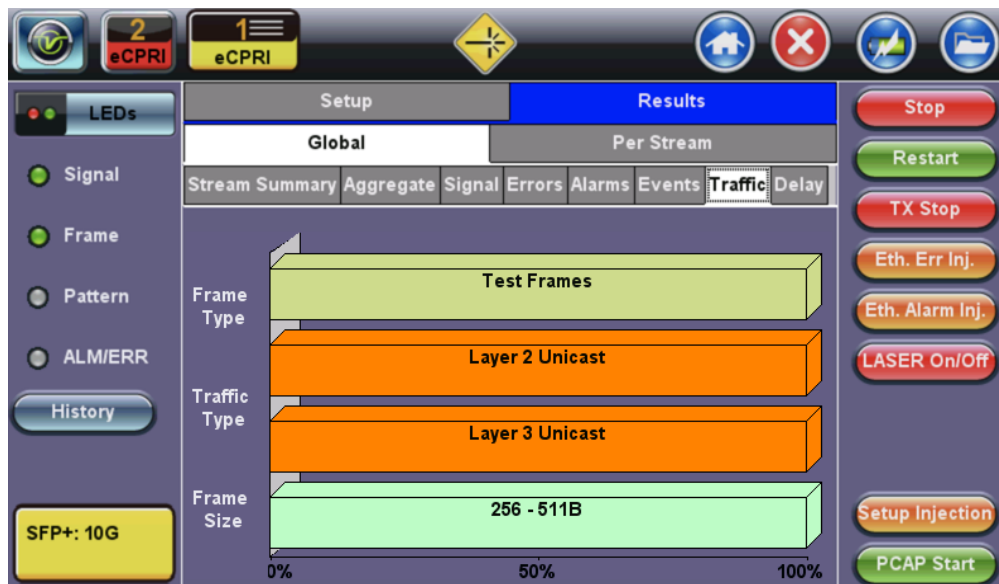 2
eCPRI
1
eCPRI
LEDs
Signal
Frame
Pattern
ALM/ERR
History
SFP+: 10G
Setup Results
Global Per Stream
Stream Summary Aggregate Signal Errors Alarms Events Traffic Delay
Frame
Type
Test Frames
Layer 2 Unicast
Traffic
Type
Layer 3 Unicast
Frame
Size
256 - 511B
0% 50% 100%
Stop
Restart
TX Stop
Eth. Err Inj.
Eth. Alarm Inj.
LASER On/Off
Setup Injection
PCAP Start